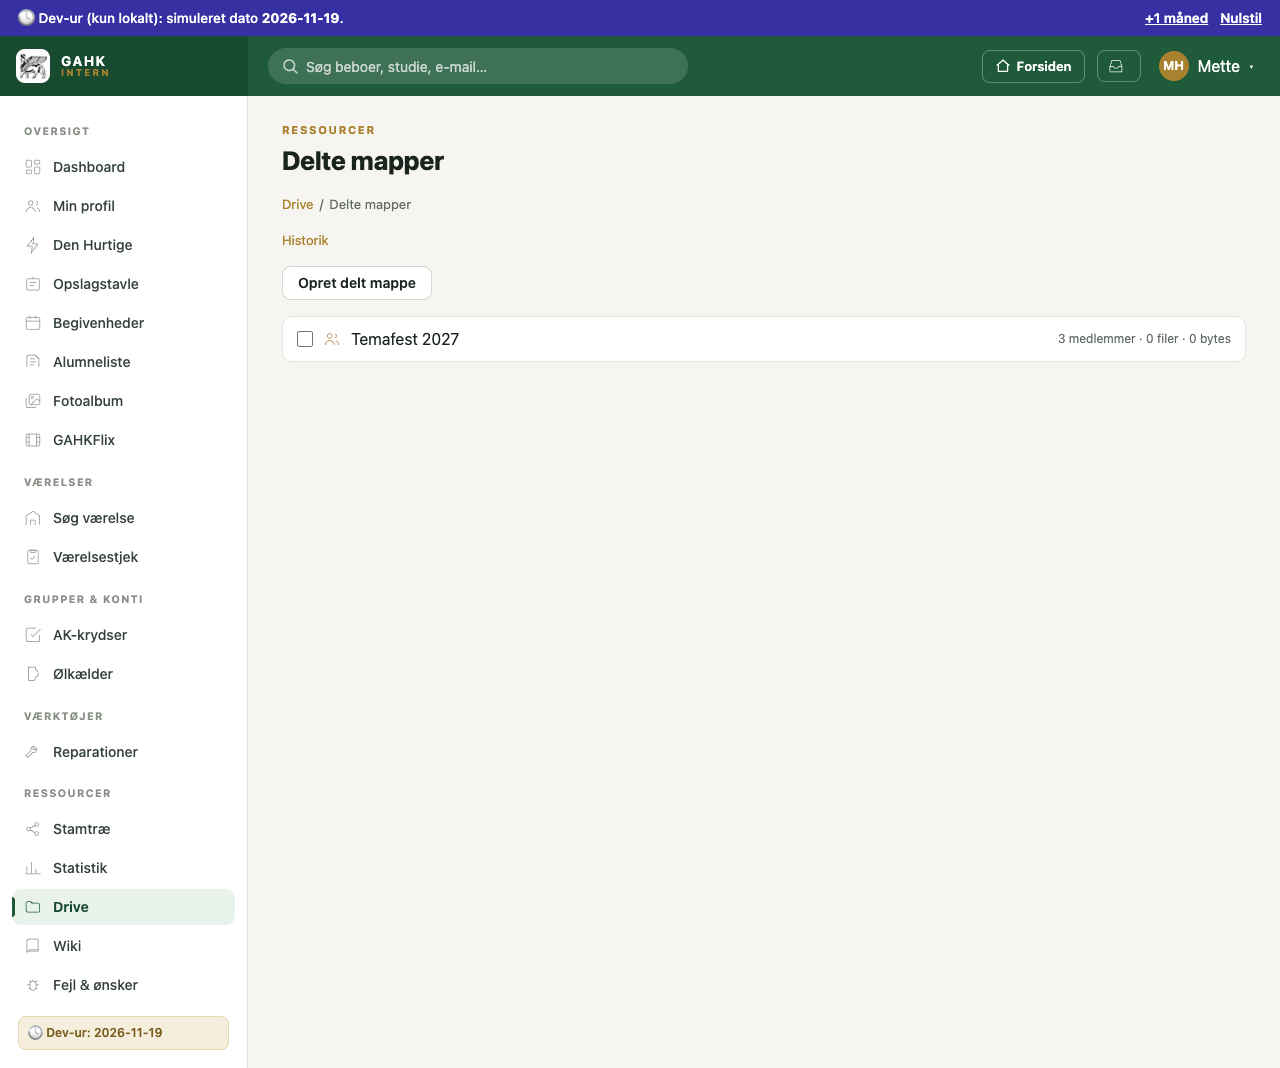 Dev-ur (kun lokalt): simuleret dato 2026-11-19.
+1 måned Nulstil
GAHK
INTERN
Søg beboer, studie, e-mail...
Forsiden
MH Mette
OVERSIGT
Dashboard
Min profil
Den Hurtige
Opslagstavle
Begivenheder
Alumneliste
Fotoalbum
GAHKFlix
VÆRELSER
Søg værelse
Værelsestjek
GRUPPER & KONTI
AK-krydser
Ølkælder
VÆRKTØJER
Reparationer
RESSOURCER
Stamtræ
Statistik
Drive
Wiki
Fejl & ønsker
Dev-ur: 2026-11-19
RESSOURCER
Delte mapper
Drive / Delte mapper
Historik
Opret delt mappe
Temafest 2027
3 medlemmer · 0 filer · 0 bytes